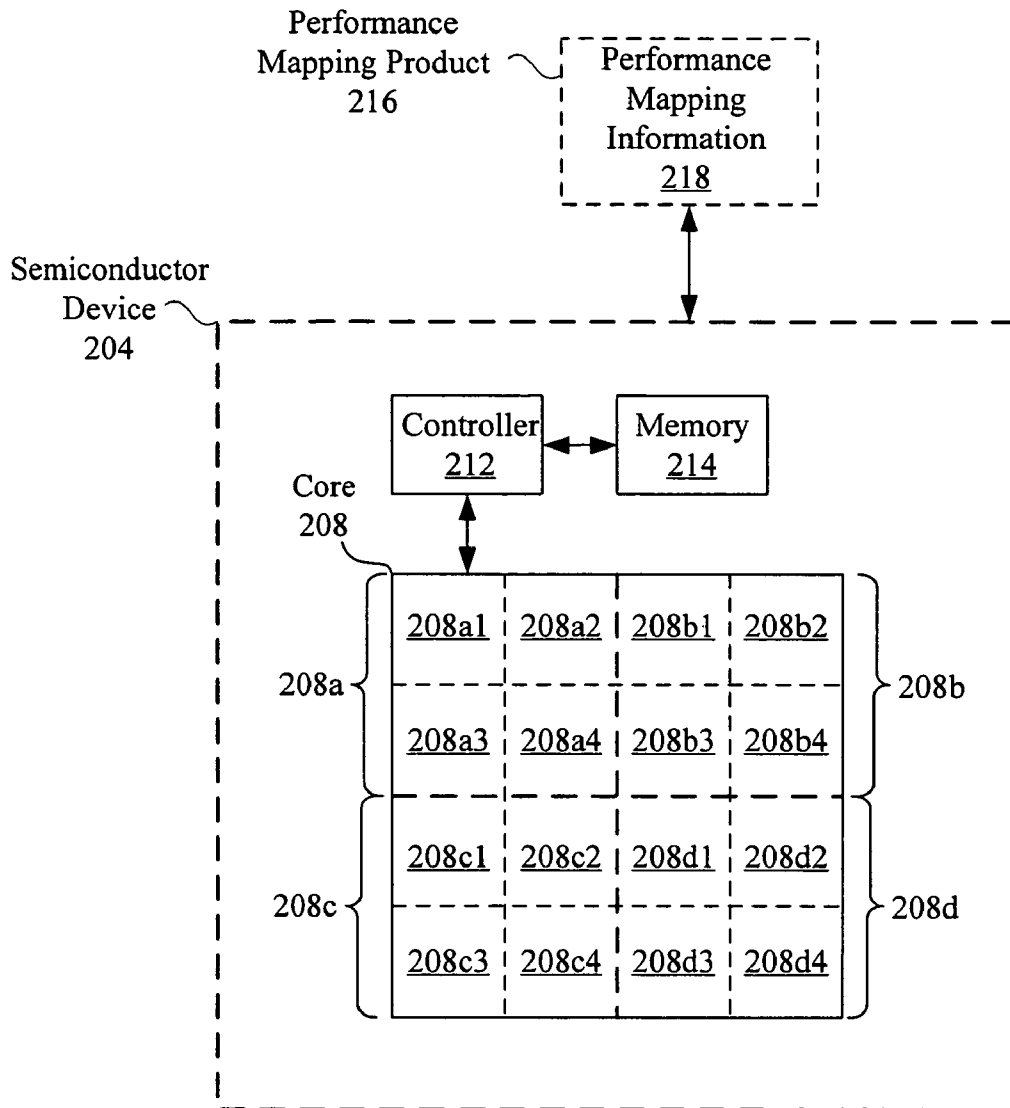 Performance
Mapping Product
216
Performance
Mapping
Information
218
Semiconductor
Device
204
Controller
212
Memory
214
Core
208
208a1 208a2 208b1 208b2
208a
208b
208a3 208a4 208b3 208b4
208c1 208c2 208d1 208d2
208c
208d
208c3 208c4 208d3 208d4